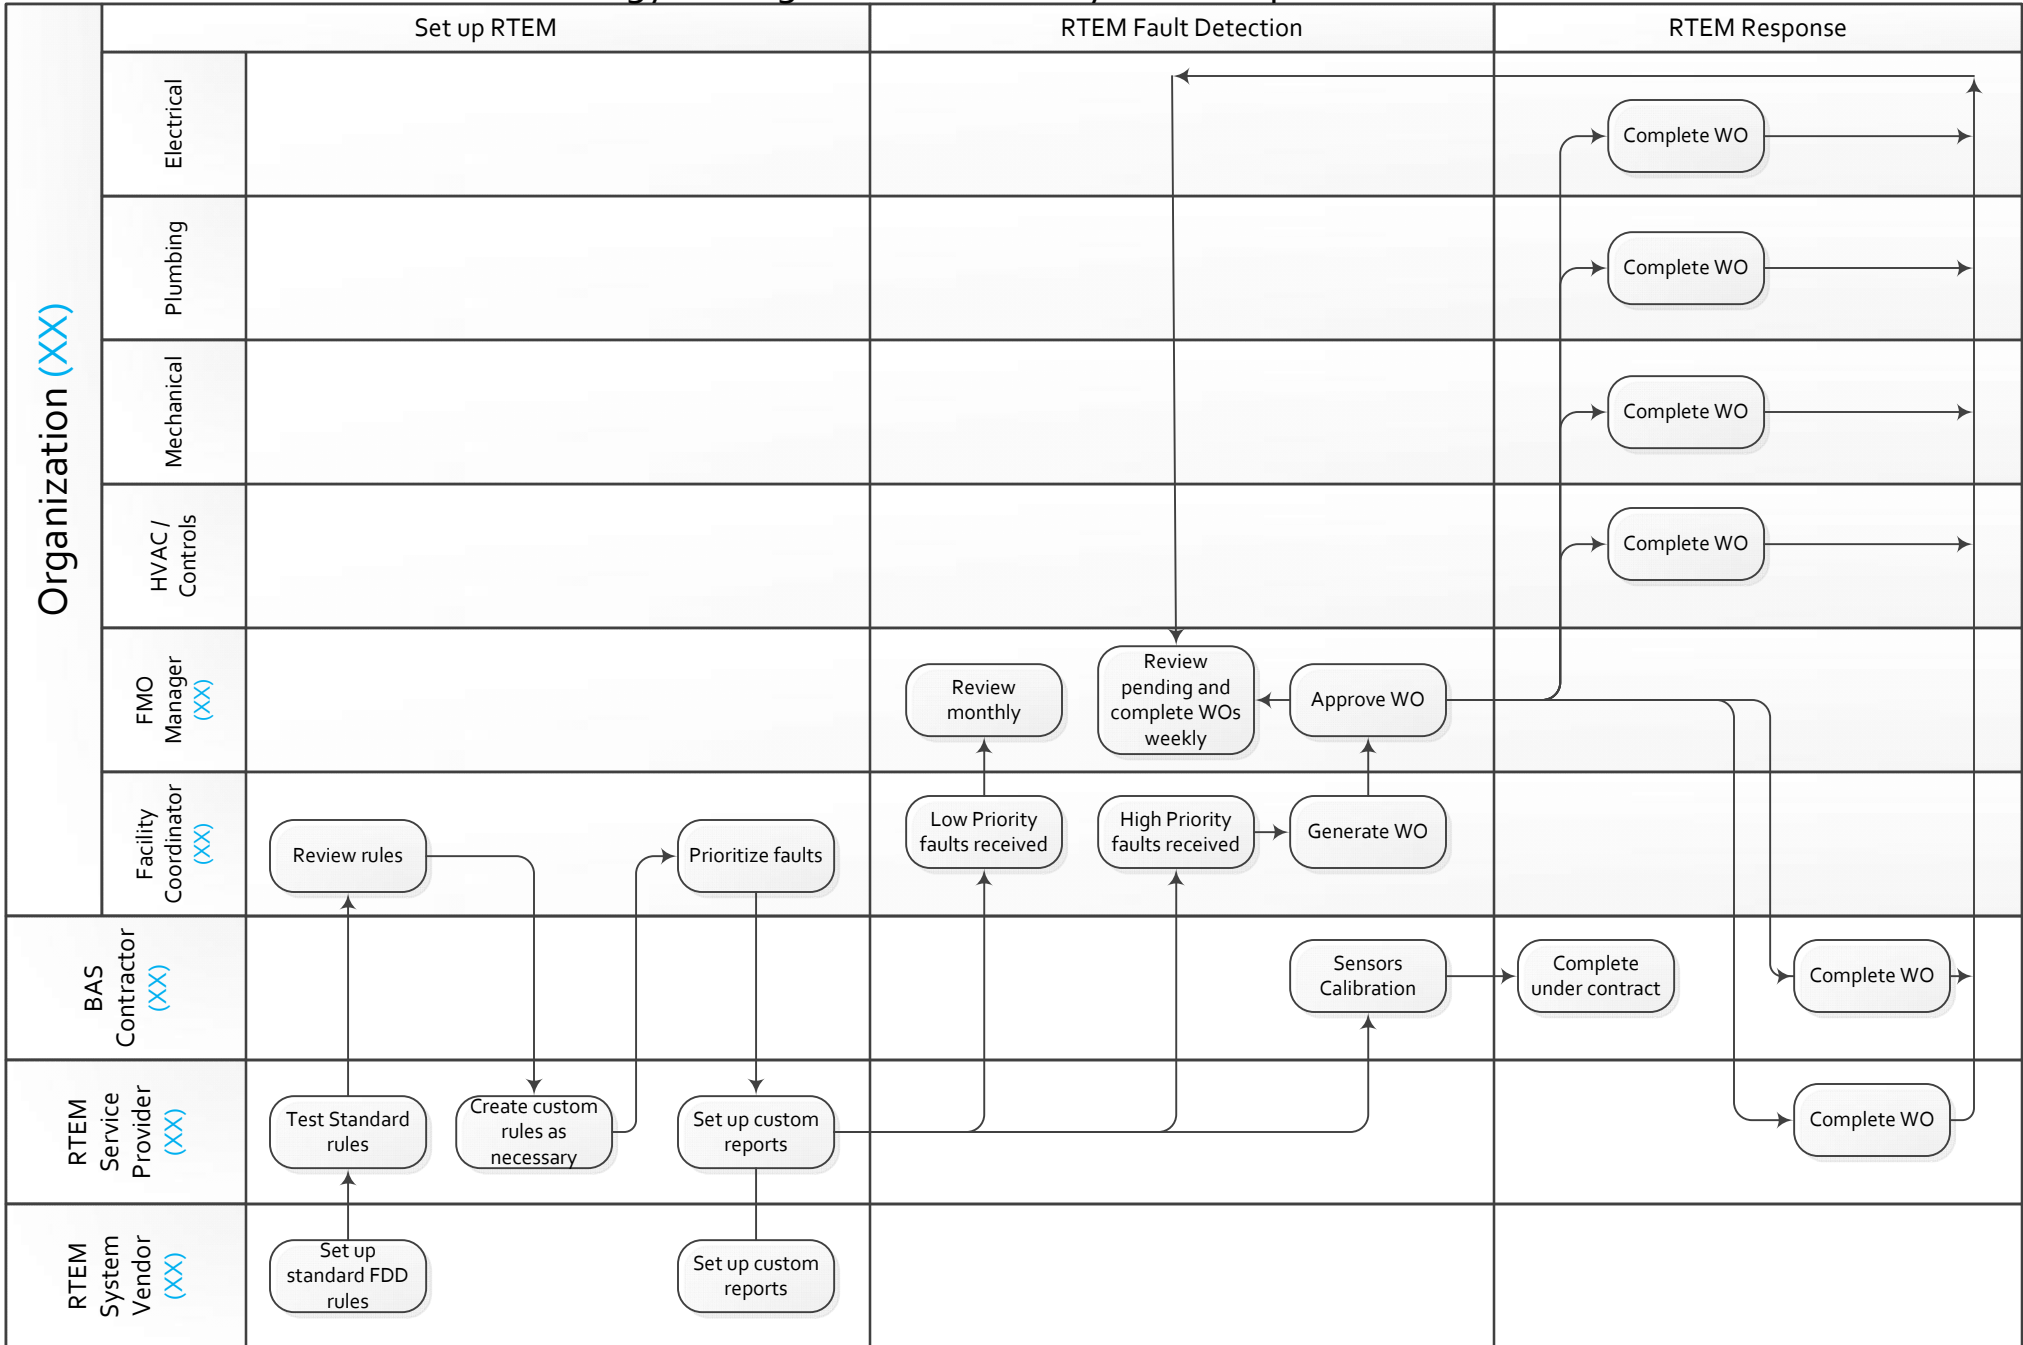 Set up RTEM
RTEM Fault Detection
RTEM Response
Organization (XX)
Electrical
Complete WO
Plumbing
Complete WO
Mechanical
Complete WO
HVAC /
Controls
Complete WO
FMO
Manager
(XX)
Review
monthly
Review
pending and
complete WOs
weekly
Approve WO
Facility
Coordinator
(XX)
Review rules
Prioritize faults
Low Priority
faults received
High Priority
faults received
Generate WO
BAS
Contractor
(XX)
Sensors
Calibration
Complete
under contract
Complete WO
RTEM
Service
Provider
(XX)
Test Standard
rules
Create custom
rules as
necessary
Set up custom
reports
Complete WO
RTEM
System
Vendor
(XX)
Set up
standard FDD
rules
Set up custom
reports